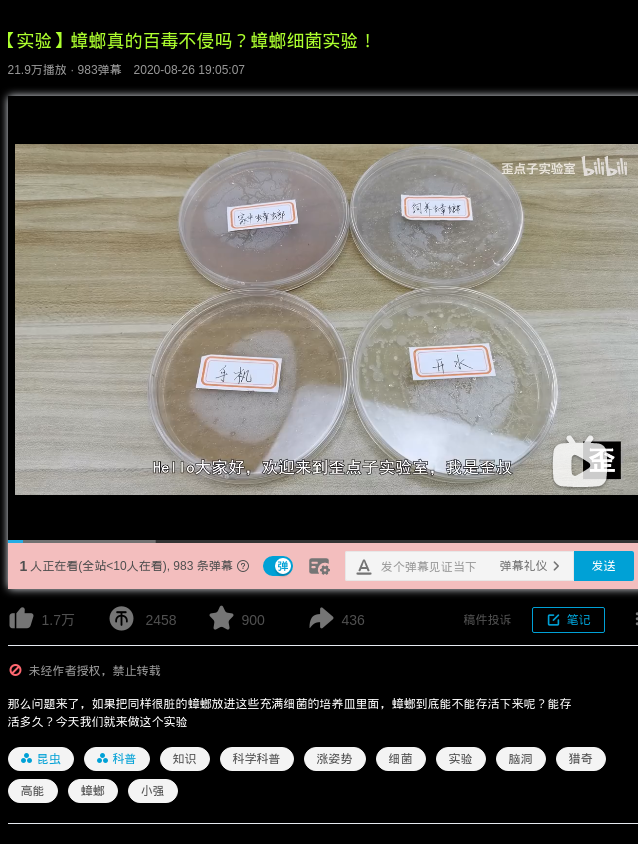 【实验】蟑螂真的百毒不侵吗？蟑螂细菌实验！
21.9万播放 · 983弹幕 2020-08-26 19:05:07
歪点子实验室 bilibili
家中蟑螂
饲养蟑螂
手机
开水
歪
Hello大家好，欢迎来到歪点子实验室，我是歪叔
1 人正在看(全站<10人在看), 983 条弹幕 弹 发个弹幕见证当下 弹幕礼仪 发送
1.7万 2458 900 436 稿件投诉 笔记
未经作者授权，禁止转载
那么问题来了，如果把同样很脏的蟑螂放进这些充满细菌的培养皿里面，蟑螂到底能不能存活下来呢？能存
活多久？今天我们就来做这个实验
昆虫 科普 知识 科学科普 涨姿势 细菌 实验 脑洞 猎奇
高能 蟑螂 小强